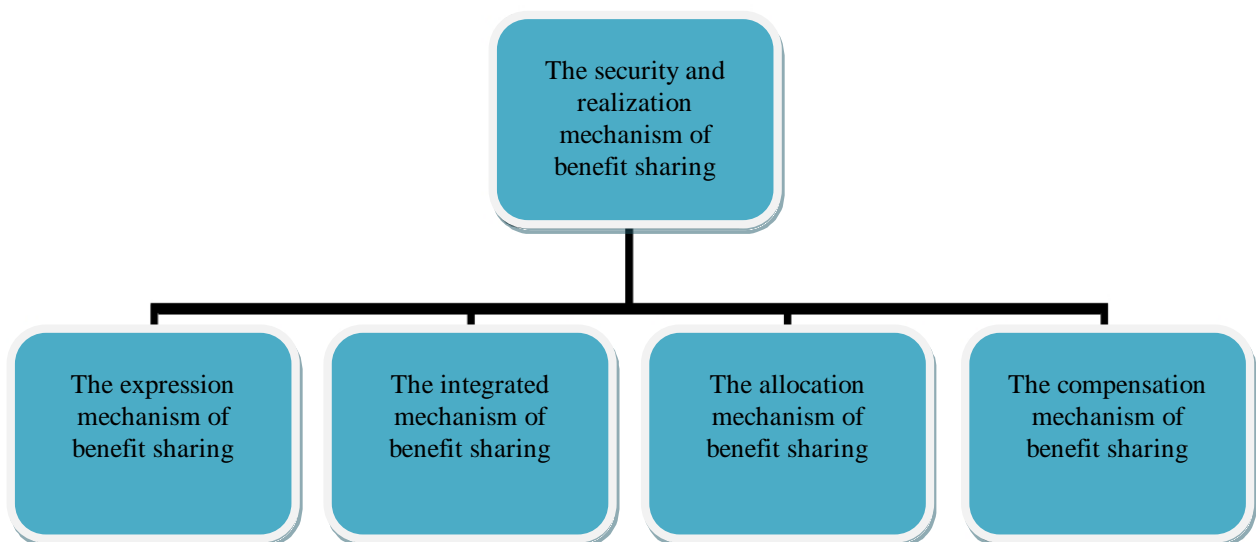 The security and
realization
mechanism of
benefit sharing
The expression
mechanism of
benefit sharing
The integrated
mechanism of
benefit sharing
The allocation
mechanism of
benefit sharing
The compensation
mechanism of
benefit sharing